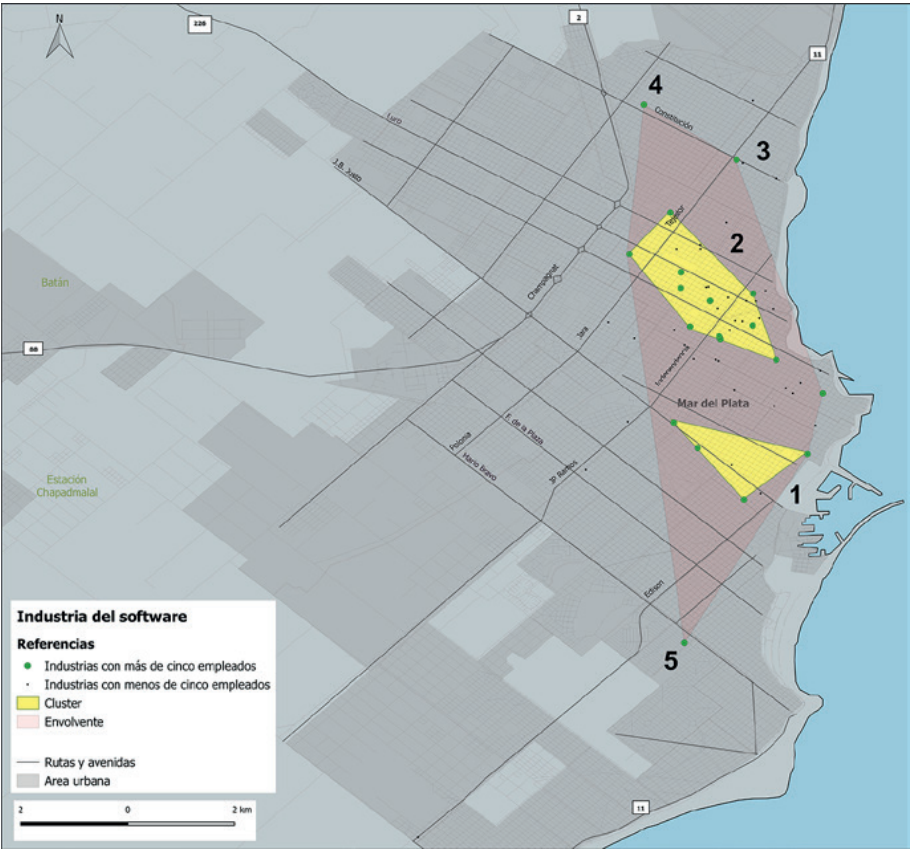 N
226
2
11
4
Constitución
3
Luro
J.B. Justo
Tejedor
2
Batán
Champagnat
88
Jara
Independencia
Mar del Plata
F. de la Plaza
Polonia
Mario Bravo
Estación
Chapadmalal
JP Ramos
1
Edison
5
Industria del software
Referencias
Industrias con más de cinco empleados
Industrias con menos de cinco empleados
Cluster
Envolvente
Rutas y avenidas
Area urbana
2 0 2 km
11